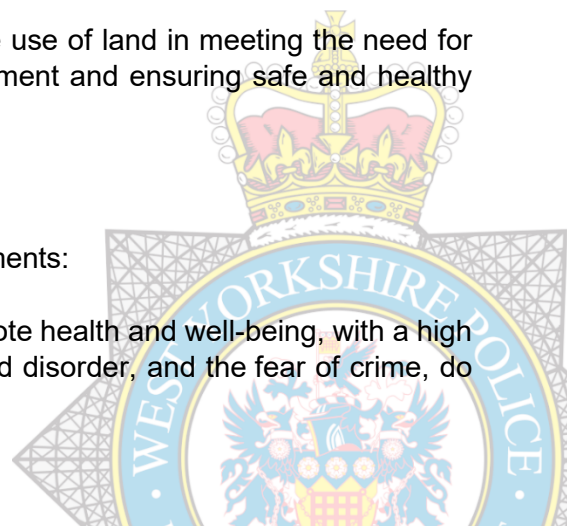 use of land in meeting the need for
ment and ensuring safe and healthy
nents:
ote health and well-being, with a high
d disorder, and the fear of crime, do
WEST YORKSHIRE POLICE